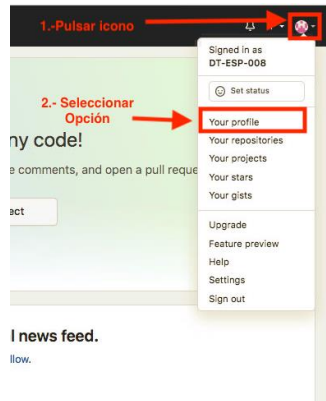 1.-Pulsar icono
Signed in as
DT-ESP-008
Set status
2.- Seleccionar
Opción
Your profile
ny code!
Your repositories
e comments, and open a pull reque
Your projects
Your stars
Your gists
ect
Upgrade
Feature preview
Help
Settings
Sign out
l news feed.
llow.